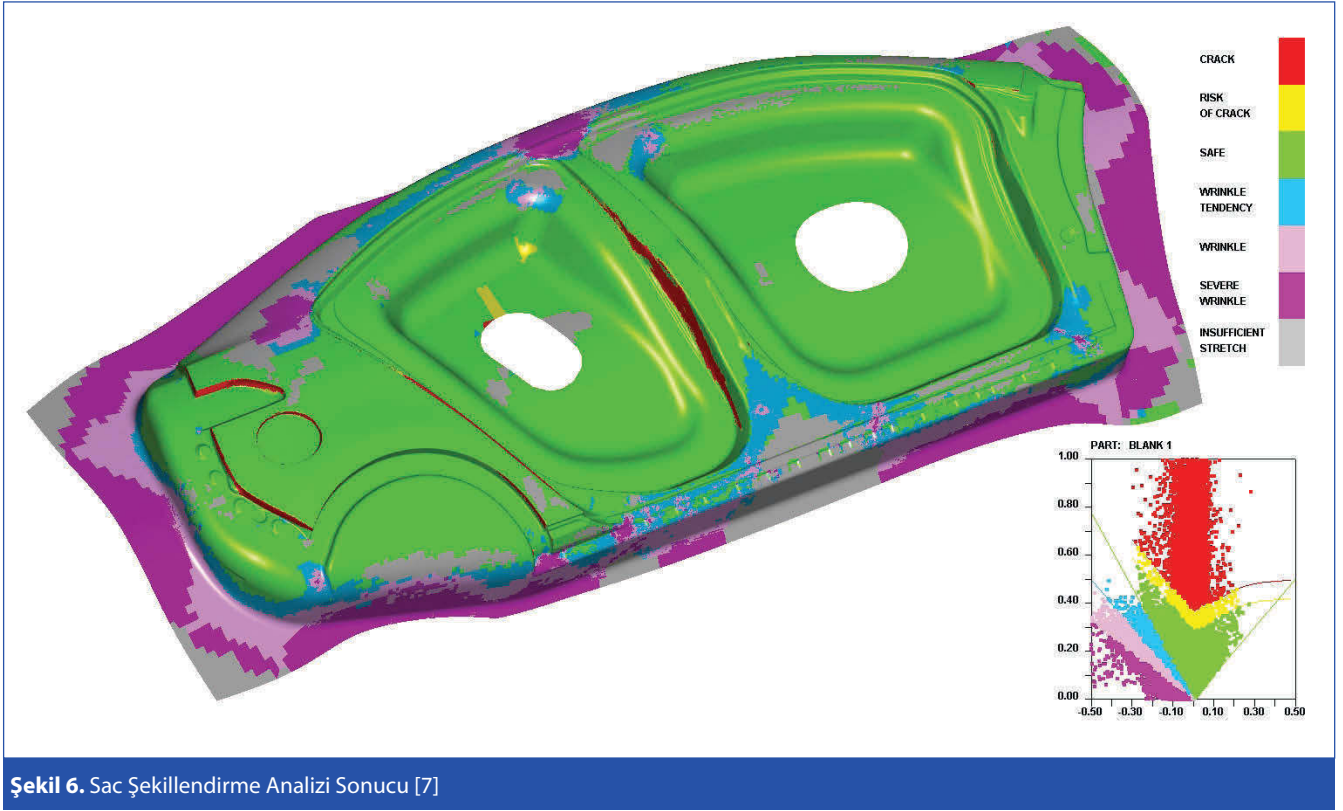 CRACK
RISK
OF CRACK
SAFE
WRINKLE
TENDENCY
WRINKLE
SEVERE
WRINKLE
INSUFFICIENT
STRETCH
PART: BLANK 1
1.00
0.80
0.60
0.40
0.20
0.00
-0.50 -0.30 -0.10 0.10 0.30 0.50
Şekil 6. Sac Şekillendirme Analizi Sonucu [7]